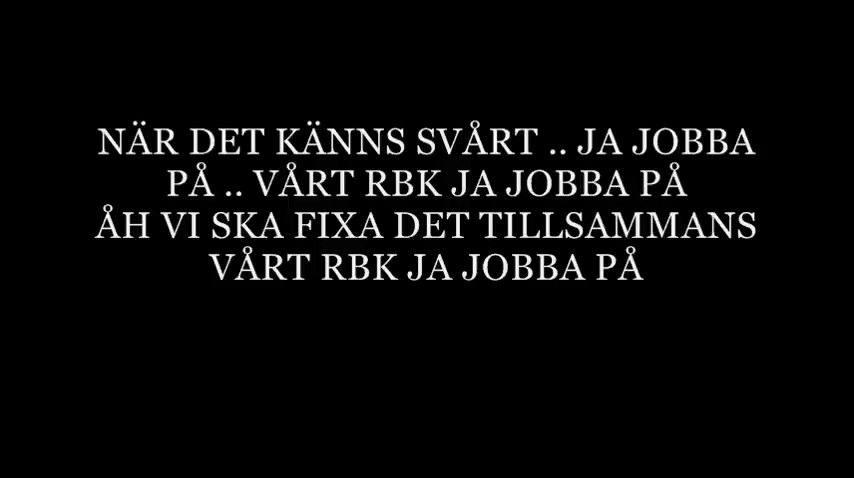 NÄR DET KÄNNS SVÅRT .. JA JOBBA
PÅ .. VÅRT RBK JA JOBBA PÅ
ÅH VI SKA FIXA DET TILLSAMMANS
VÅRT RBK JA JOBBA PÅ